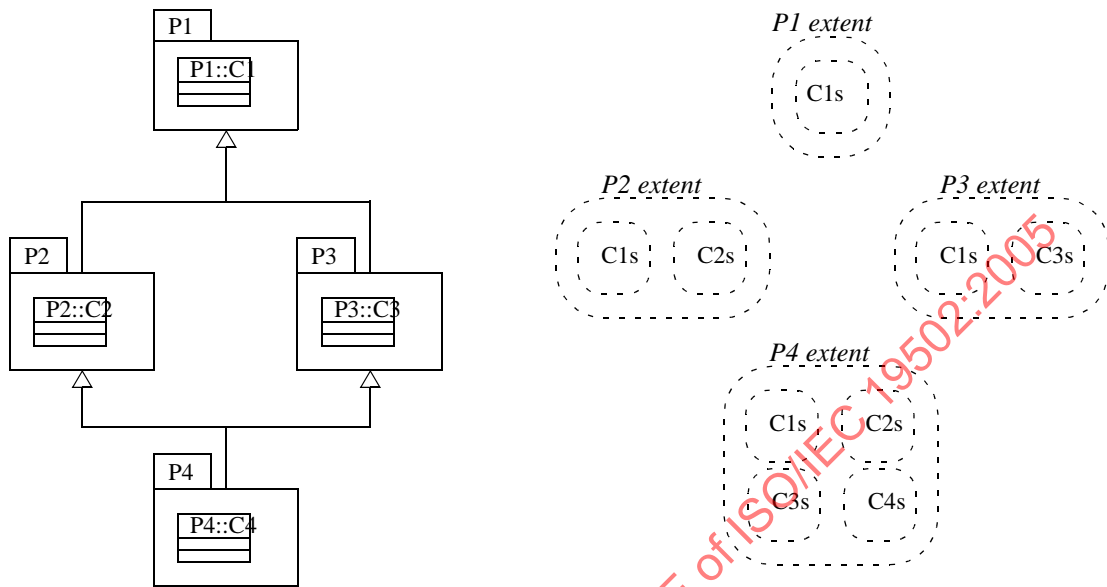 P1
P1::C1
P2
P2::C2
P3
P3::C3
P4
P4::C4
P1 extent
C1s
P2 extent
C1s
C2s
P3 extent
C1s
C3s
P4 extent
C1s
C2s
C3s
C4s
of ISO/IEC 19502:2005